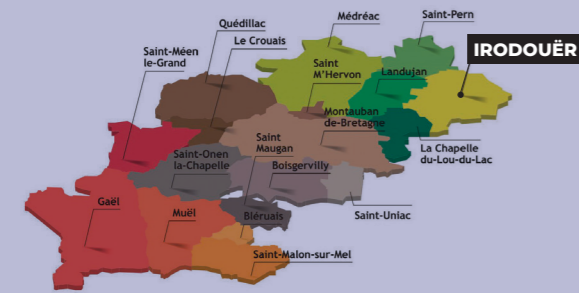 Quédillac
Médréac
Saint-Pern
Saint-Méen
le-Grand
Le Crouais
IRODOUËR
Saint
M'Hervon
Landujan
Montauban
de-Bretagne
Saint
Maugan
La Chapelle
du-Lou-du-Lac
Saint-Onen
la-Chapelle
Boisgervilly
Gaël
Muël
Bléruais
Saint-Uniac
Saint-Malon-sur-Mel